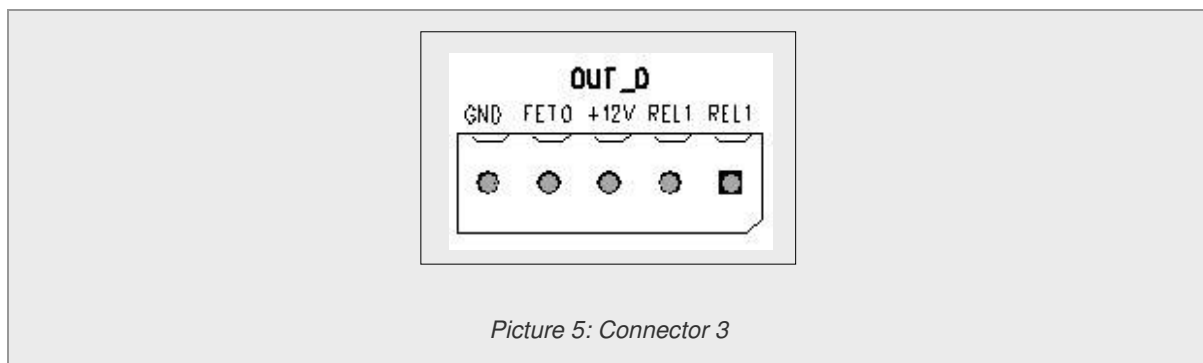 OUT_D
GND FET0 +12V REL1 REL1
Picture 5: Connector 3